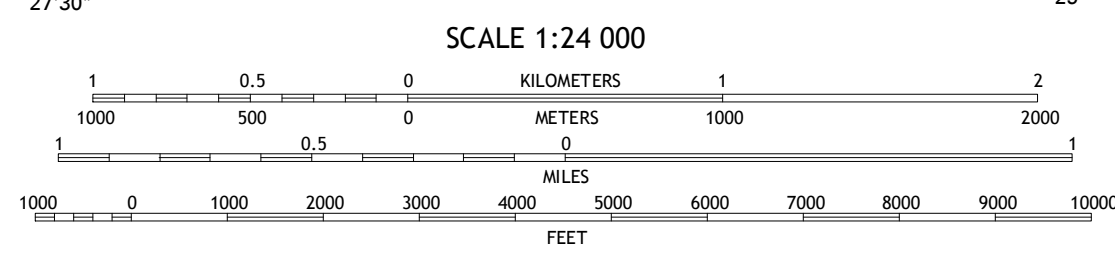 27'30"
SCALE 1:24 000
1 0.5 0 KILOMETERS 1 2
1000 500 0 METERS 1000 2000
1 0.5 0 1
MILES
1000 0 1000 2000 3000 4000 5000 6000 7000 8000 9000 10000
FEET